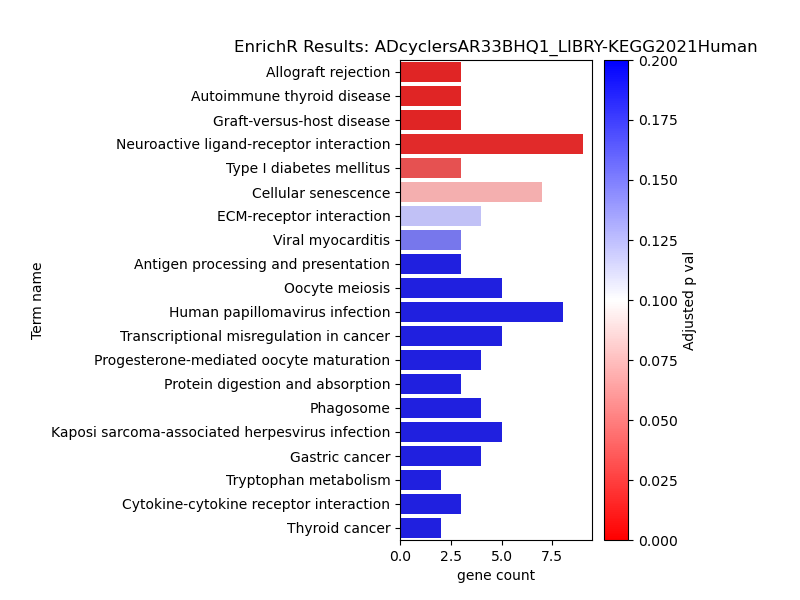 EnrichR Results: ADcyclersAR33BHQ1_LIBRY-KEGG2021Human
Term name
Allograft rejection
Autoimmune thyroid disease
Graft-versus-host disease
Neuroactive ligand-receptor interaction
Type I diabetes mellitus
Cellular senescence
ECM-receptor interaction
Viral myocarditis
Antigen processing and presentation
Oocyte meiosis
Human papillomavirus infection
Transcriptional misregulation in cancer
Progesterone-mediated oocyte maturation
Protein digestion and absorption
Phagosome
Kaposi sarcoma-associated herpesvirus infection
Gastric cancer
Tryptophan metabolism
Cytokine-cytokine receptor interaction
Thyroid cancer
0.0 2.5 5.0 7.5
gene count
0.200
0.175
0.150
0.125
0.100
0.075
0.050
0.025
0.000
Adjusted p val